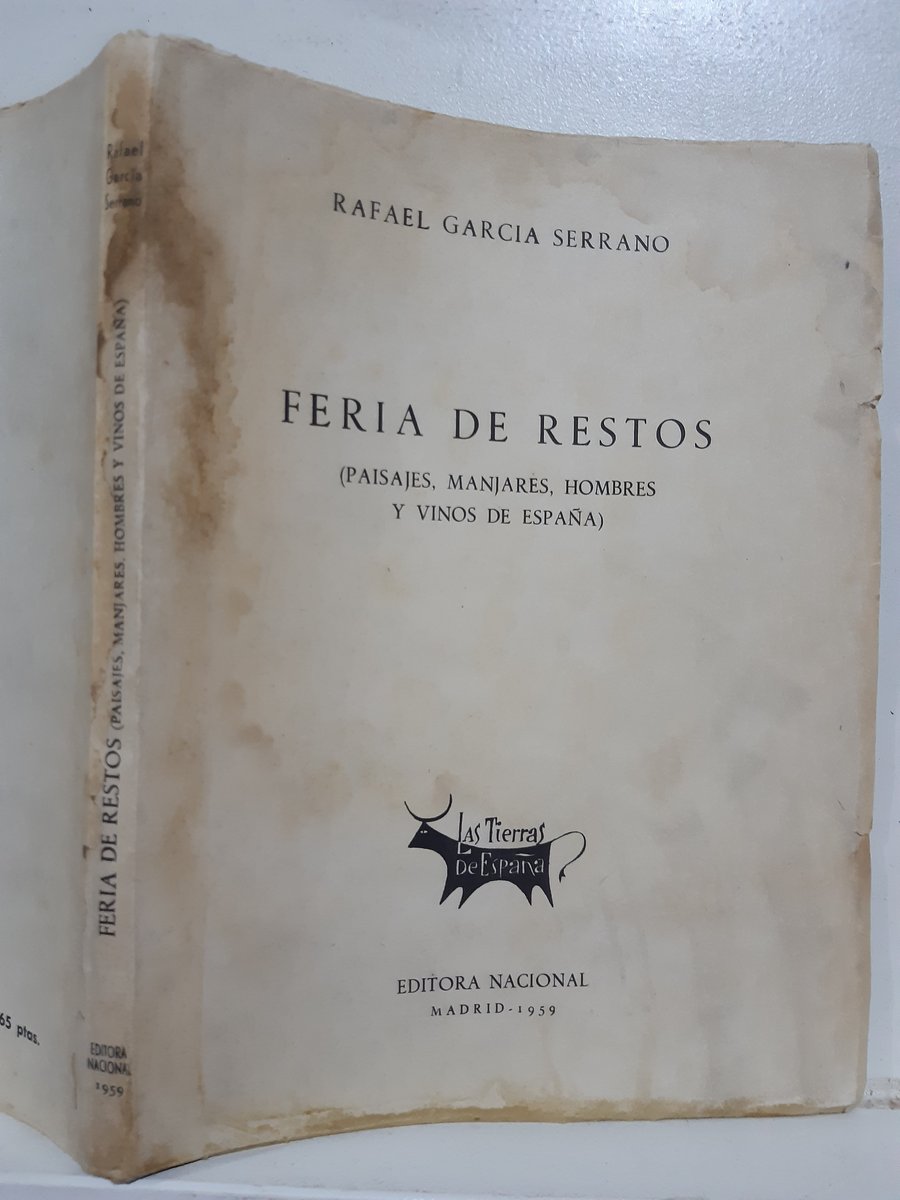 RAFAEL GARCIA SERRANO
FERIA DE RESTOS
(PAISAJES, MANJARES, HOMBRES
Y VINOS DE ESPAÑA)
Las Tierras
De España
EDITORA NACIONAL
MADRID-1959
Rafael
García
Serrano
FERIA DE RESTOS (PAISAJES, MANJARES, HOMBRES Y VINOS DE ESPAÑA)
EDITORA
NACIONAL
1959
65 ptas.